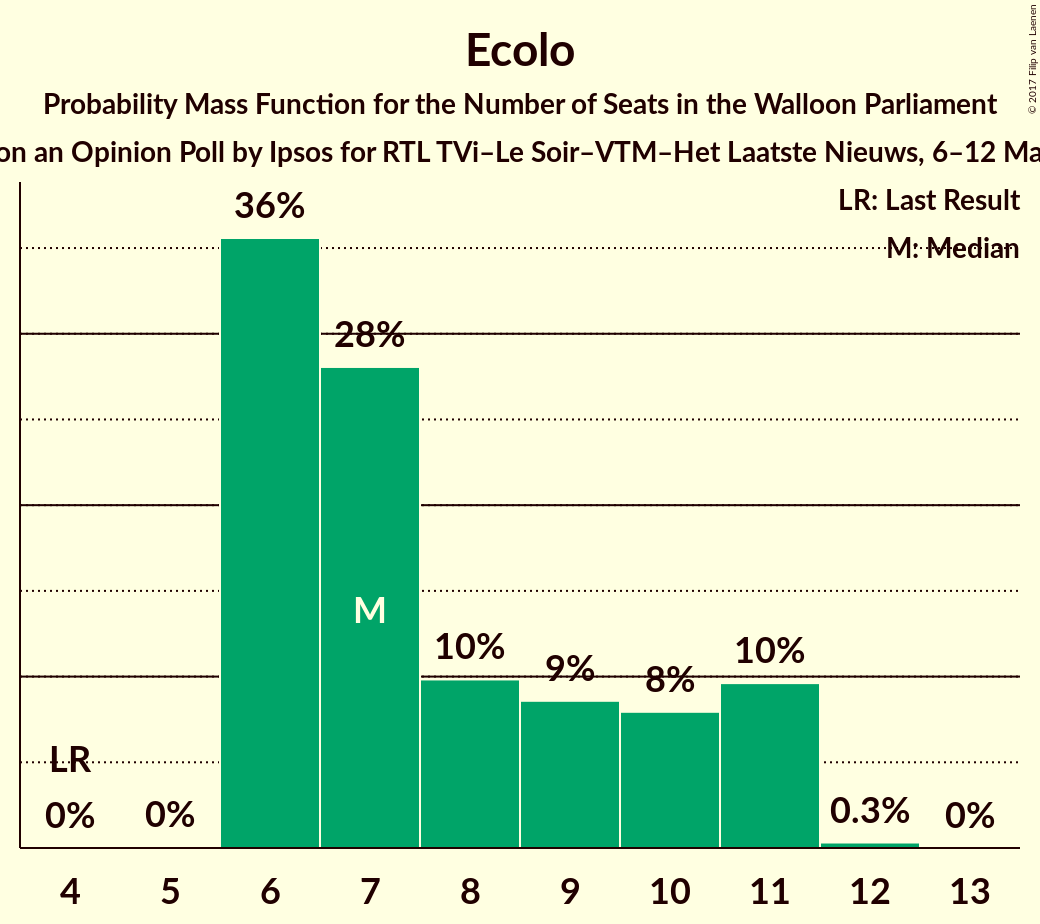 Ecolo
Probability Mass Function for the Number of Seats in the Walloon Parliament
on an Opinion Poll by Ipsos for RTL TVi–Le Soir–VTM–Het Laatste Nieuws, 6–12 Ma
© 2017 Filip van Laenen
LR: Last Result
M: Median
36%
28%
M
10%
9%
8%
10%
LR
0%
0%
0.3%
0%
4 5 6 7 8 9 10 11 12 13